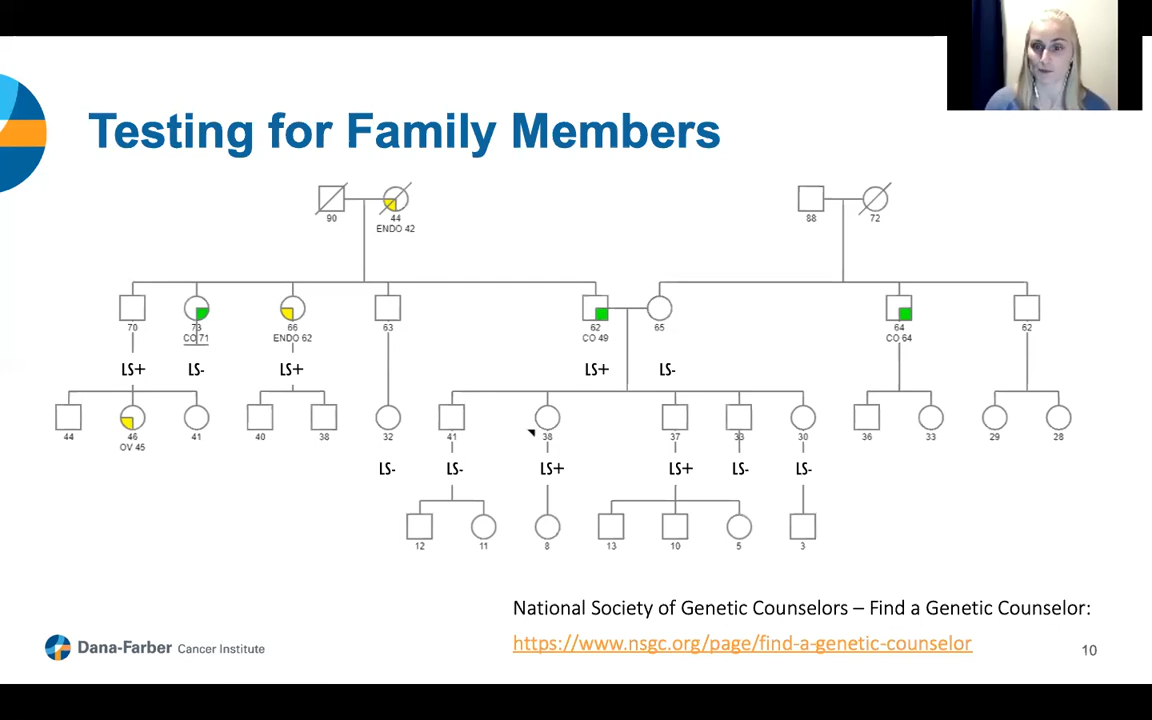 Testing for Family Members
90 44 88 72
ENDO 42
70 73 66 63 62 65 64 62
CO 71 ENDO 62 CO 49 CO 64
LS+ LS- LS+ LS+ LS-
44 46 41 40 38 32 41 38 37 33 30 36 33 29 28
OV 45
LS- LS- LS+ LS+ LS- LS-
12 11 8 13 10 5 3
National Society of Genetic Counselors – Find a Genetic Counselor:
https://www.nsgc.org/page/find-a-genetic-counselor
Dana-Farber Cancer Institute
10